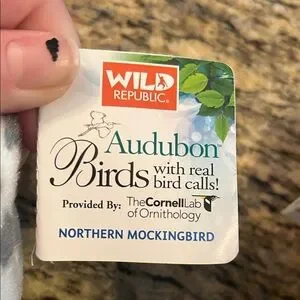 WILD
REPUBLIC®
Audubon
Birds with real
bird calls!
Provided By: TheCornellLab
of Ornithology
NORTHERN MOCKINGBIRD